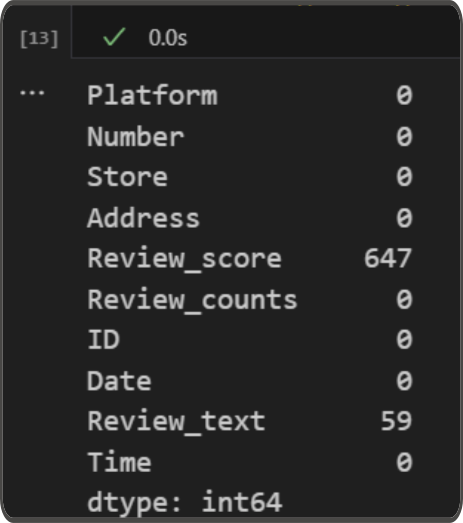 [13] ✓ 0.0s
... Platform 0
Number 0
Store 0
Address 0
Review_score 647
Review_counts 0
ID 0
Date 0
Review_text 59
Time 0
dtype: int64